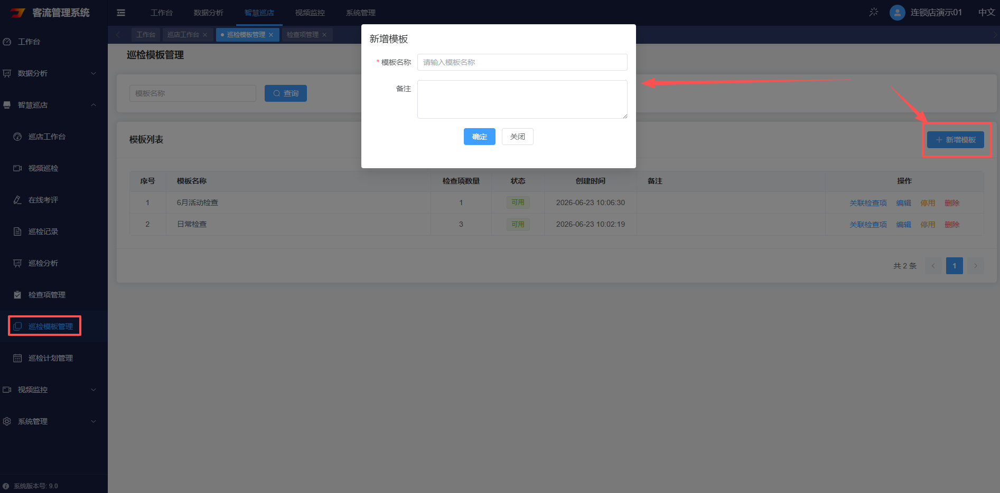 客流管理系统
工作台
数据分析
智慧巡店
视频监控
系统管理
连锁店演示01
中文
工作台
巡店工作台
巡检模板管理
检查项管理
工作台
数据分析
智慧巡店
巡店工作台
视频巡检
在线考评
巡检记录
巡检分析
检查项管理
巡检模板管理
巡检计划管理
视频监控
系统管理
系统版本号: 9.0
巡检模板管理
模板名称
查询
模板列表
新增模板
序号 模板名称 检查项数量 状态 创建时间 备注 操作
1 6月活动检查 1 可用 2026-06-23 10:06:30 关联检查项 编辑 停用 删除
2 日常检查 3 可用 2026-06-23 10:02:19 关联检查项 编辑 停用 删除
共 2 条
1
新增模板
* 模板名称 请输入模板名称
备注
确定 关闭